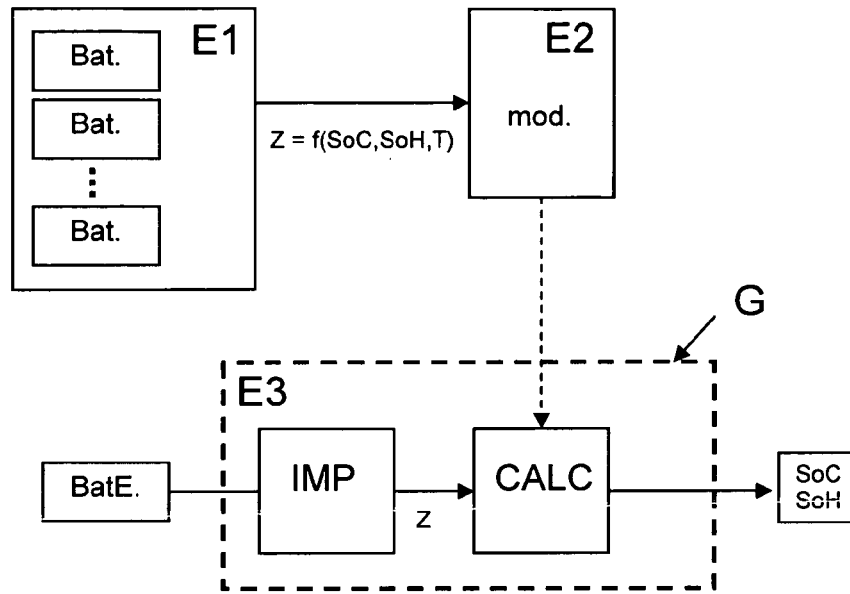 E1
Bat.
Bat.
Bat.
Z = f(SoC,SoH,T)
E2
mod.
G
E3
BatE.
IMP
Z
CALC
SoC
SoH